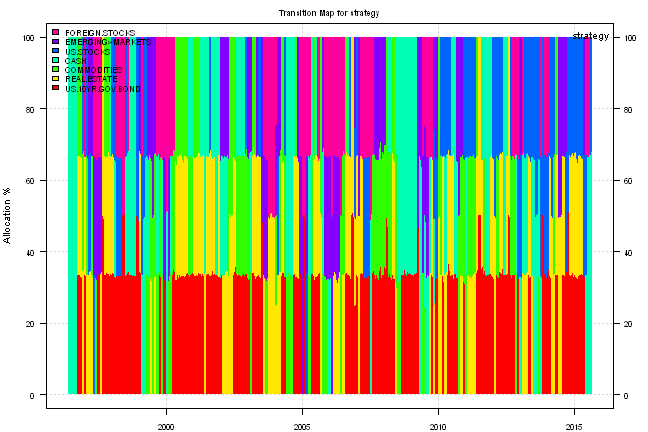 Transition Map for strategy
strategy
FOREIGN.STOCKS
EMERGING>MARKETS
US.STOCKS
CASH
COMMODITIES
REAL.ESTATE
US.10YR.GOV.BOND
Allocation %
100
80
60
40
20
0
100
80
60
40
20
0
2000 2005 2010 2015